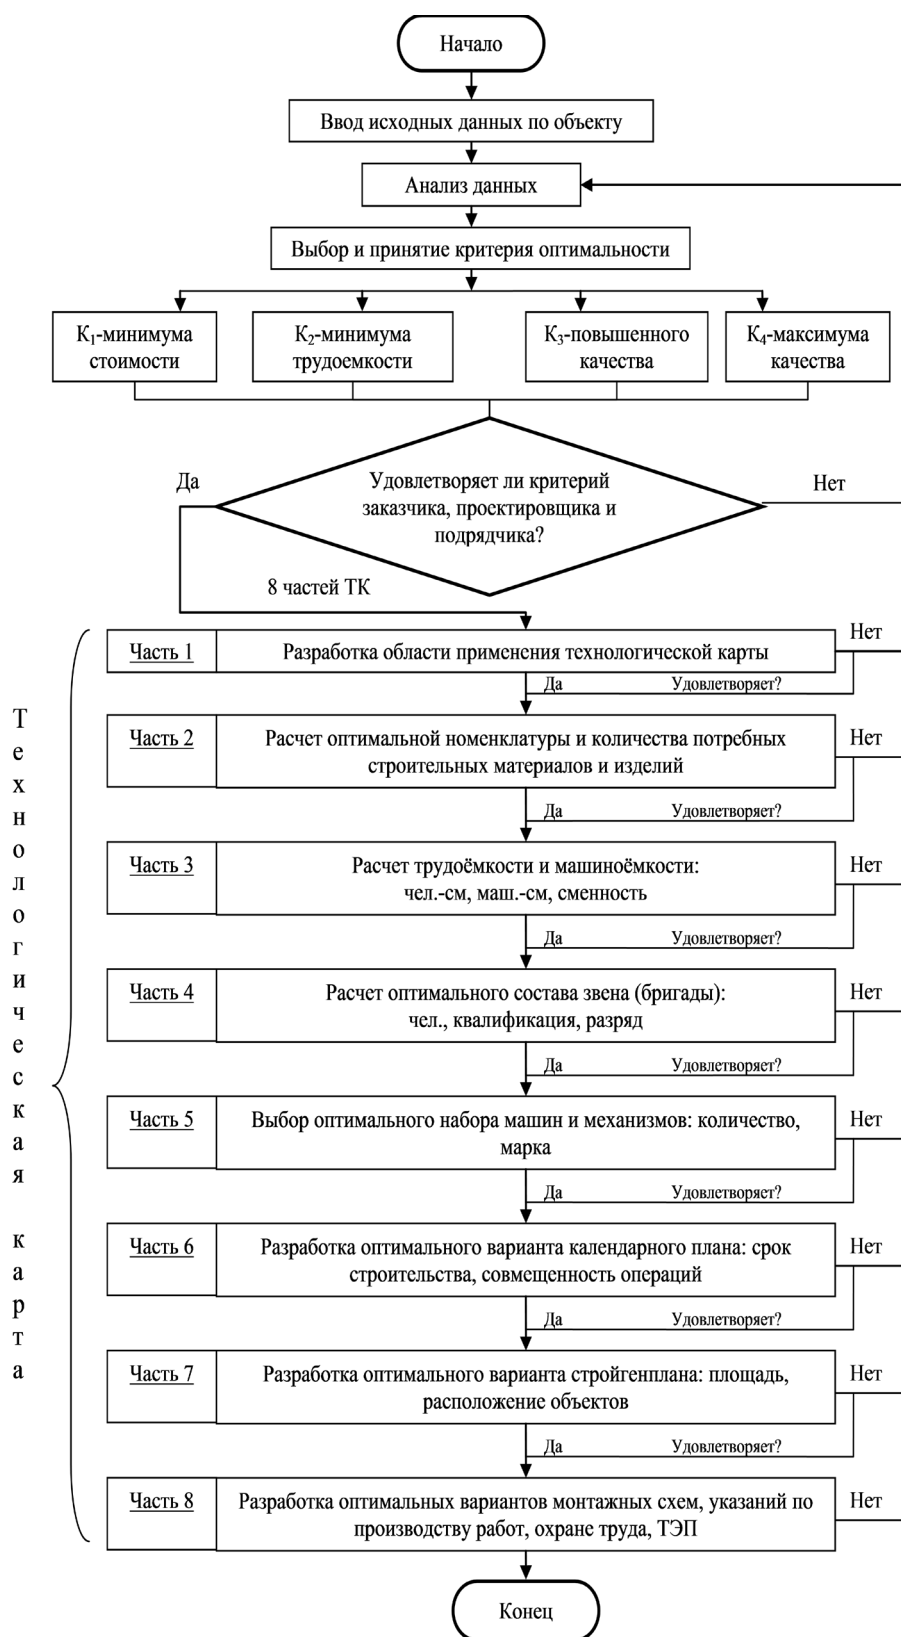 Начало
Ввод исходных данных по объекту
Анализ данных
Выбор и принятие критерия оптимальности
К₁-минимума
стоимости
К₂-минимума
трудоемкости
К₃-повышенного
качества
К₄-максимума
качества
Да
Удовлетворяет ли критерий
заказчика, проектировщика и
подрядчика?
Нет
8 частей ТК
Технологическая карта
Часть 1
Разработка области применения технологической карты
Нет
Да
Удовлетворяет?
Часть 2
Расчет оптимальной номенклатуры и количества потребных
строительных материалов и изделий
Нет
Да
Удовлетворяет?
Часть 3
Расчет трудоёмкости и машиноёмкости:
чел.-см, маш.-см, сменность
Нет
Да
Удовлетворяет?
Часть 4
Расчет оптимального состава звена (бригады):
чел., квалификация, разряд
Нет
Да
Удовлетворяет?
Часть 5
Выбор оптимального набора машин и механизмов: количество,
марка
Нет
Да
Удовлетворяет?
Часть 6
Разработка оптимального варианта календарного плана: срок
строительства, совмещенность операций
Нет
Да
Удовлетворяет?
Часть 7
Разработка оптимального варианта стройгенплана: площадь,
расположение объектов
Нет
Да
Удовлетворяет?
Часть 8
Разработка оптимальных вариантов монтажных схем, указаний по
производству работ, охране труда, ТЭП
Нет
Конец